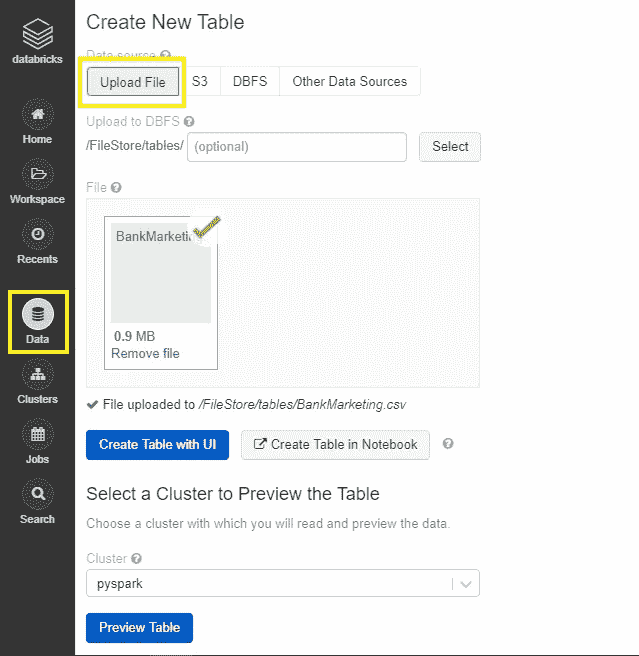 databricks
Home
Workspace
Recents
Data
Clusters
Jobs
Search
Create New Table
Data source
Upload File S3 DBFS Other Data Sources
Upload to DBFS
/FileStore/tables/ (optional) Select
File
BankMarketin
0.9 MB
Remove file
File uploaded to /FileStore/tables/BankMarketing.csv
Create Table with UI Create Table in Notebook
Select a Cluster to Preview the Table
Choose a cluster with which you will read and preview the data.
Cluster
pyspark
Preview Table